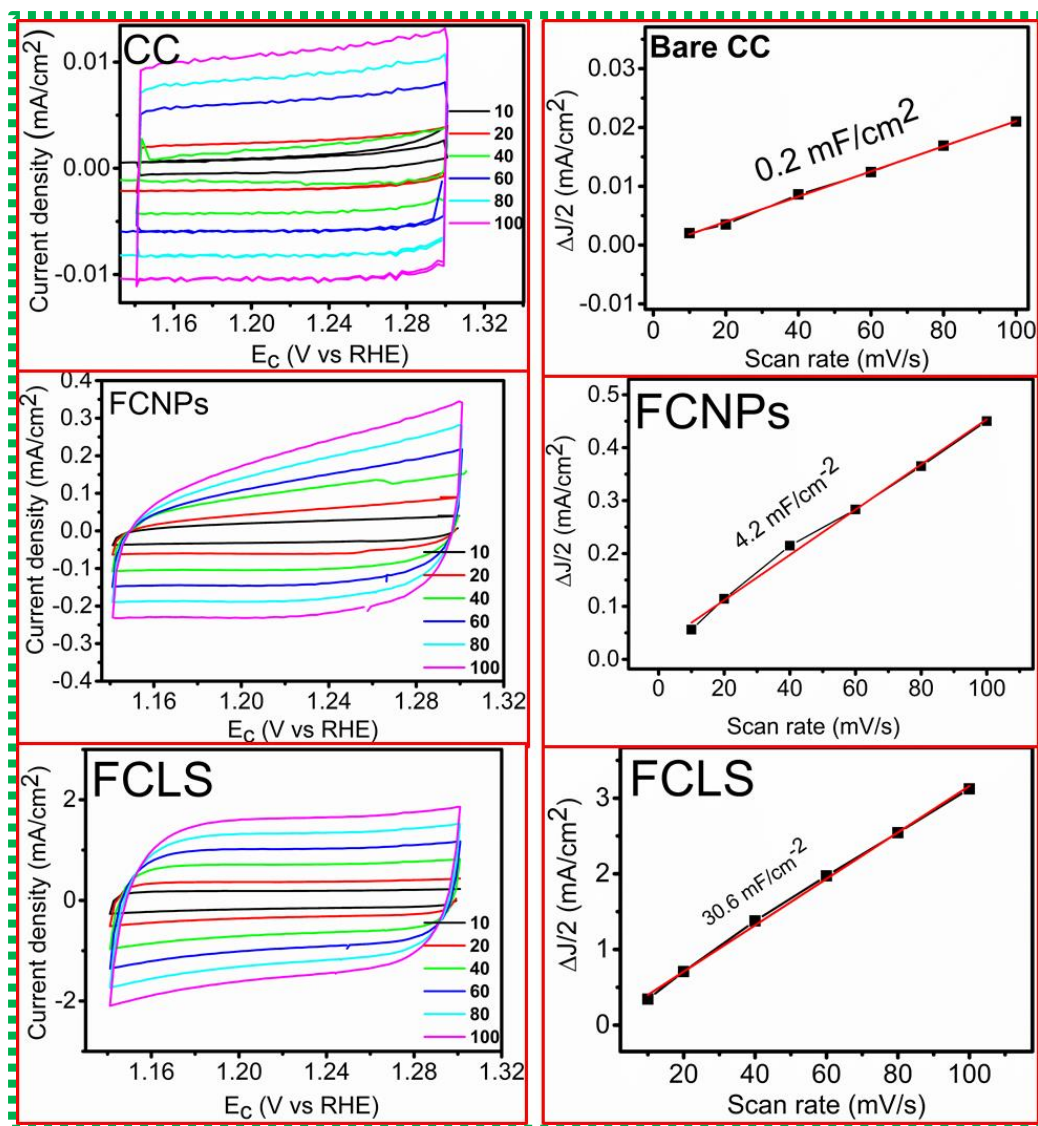 CC
Current density (mA/cm²)
0.01
0.00
-0.01
10
20
40
60
80
100
1.16 1.20 1.24 1.28 1.32
E_C (V vs RHE)
Bare CC
ΔJ/2 (mA/cm²)
0.03
0.02
0.01
0.00
-0.01
0.2 mF/cm²
0 20 40 60 80 100
Scan rate (mV/s)
FCNPs
Current density (mA/cm²)
0.4
0.3
0.2
0.1
0.0
-0.1
-0.2
-0.3
-0.4
10
20
40
60
80
100
1.16 1.20 1.24 1.28 1.32
E_C (V vs RHE)
FCNPs
ΔJ/2 (mA/cm²)
0.5
0.4
0.3
0.2
0.1
0.0
4.2 mF/cm⁻²
0 20 40 60 80 100
Scan rate (mV/s)
FCLS
Current density (mA/cm²)
2
0
-2
10
20
40
60
80
100
1.16 1.20 1.24 1.28 1.32
E_C (V vs RHE)
FCLS
ΔJ/2 (mA/cm²)
3
2
1
0
30.6 mF/cm⁻²
20 40 60 80 100
Scan rate (mV/s)